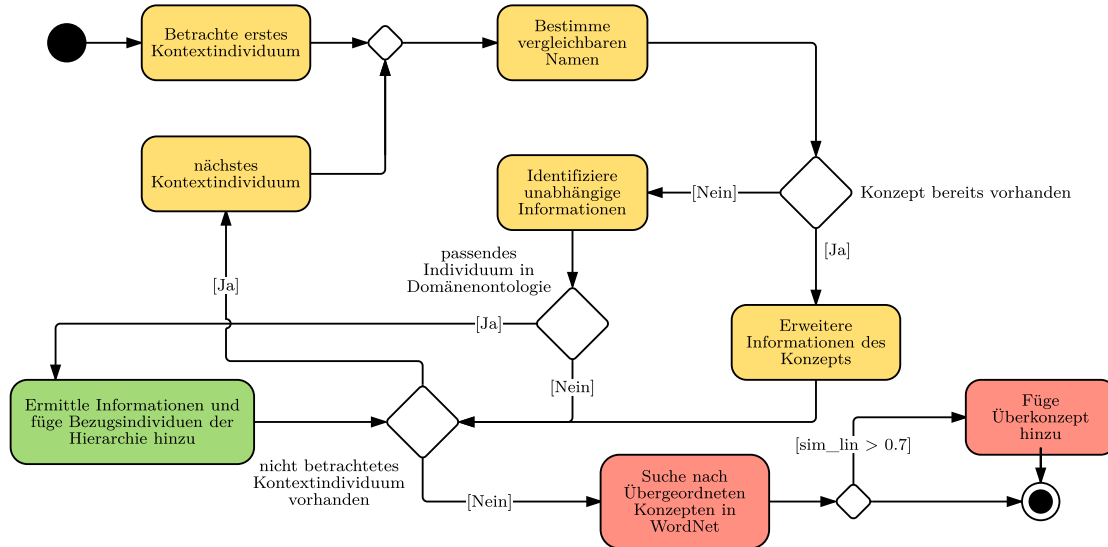 Betrachte erstes
Kontextindividuum
Bestimme
vergleichbaren
Namen
nächstes
Kontextindividuum
Identifiziere
unabhängige
Informationen
[Nein]
Konzept bereits vorhanden
[Ja]
passendes
Individuum in
Domänenontologie
[Ja]
[Ja]
[Nein]
Erweitere
Informationen des
Konzepts
Ermittle Informationen und
füge Bezugsindividuen der
Hierarchie hinzu
nicht betrachtetes
Kontextindividuum
vorhanden
[Nein]
Suche nach
Übergeordneten
Konzepten in
WordNet
[sim_lin > 0.7]
Füge
Überkonzept
hinzu